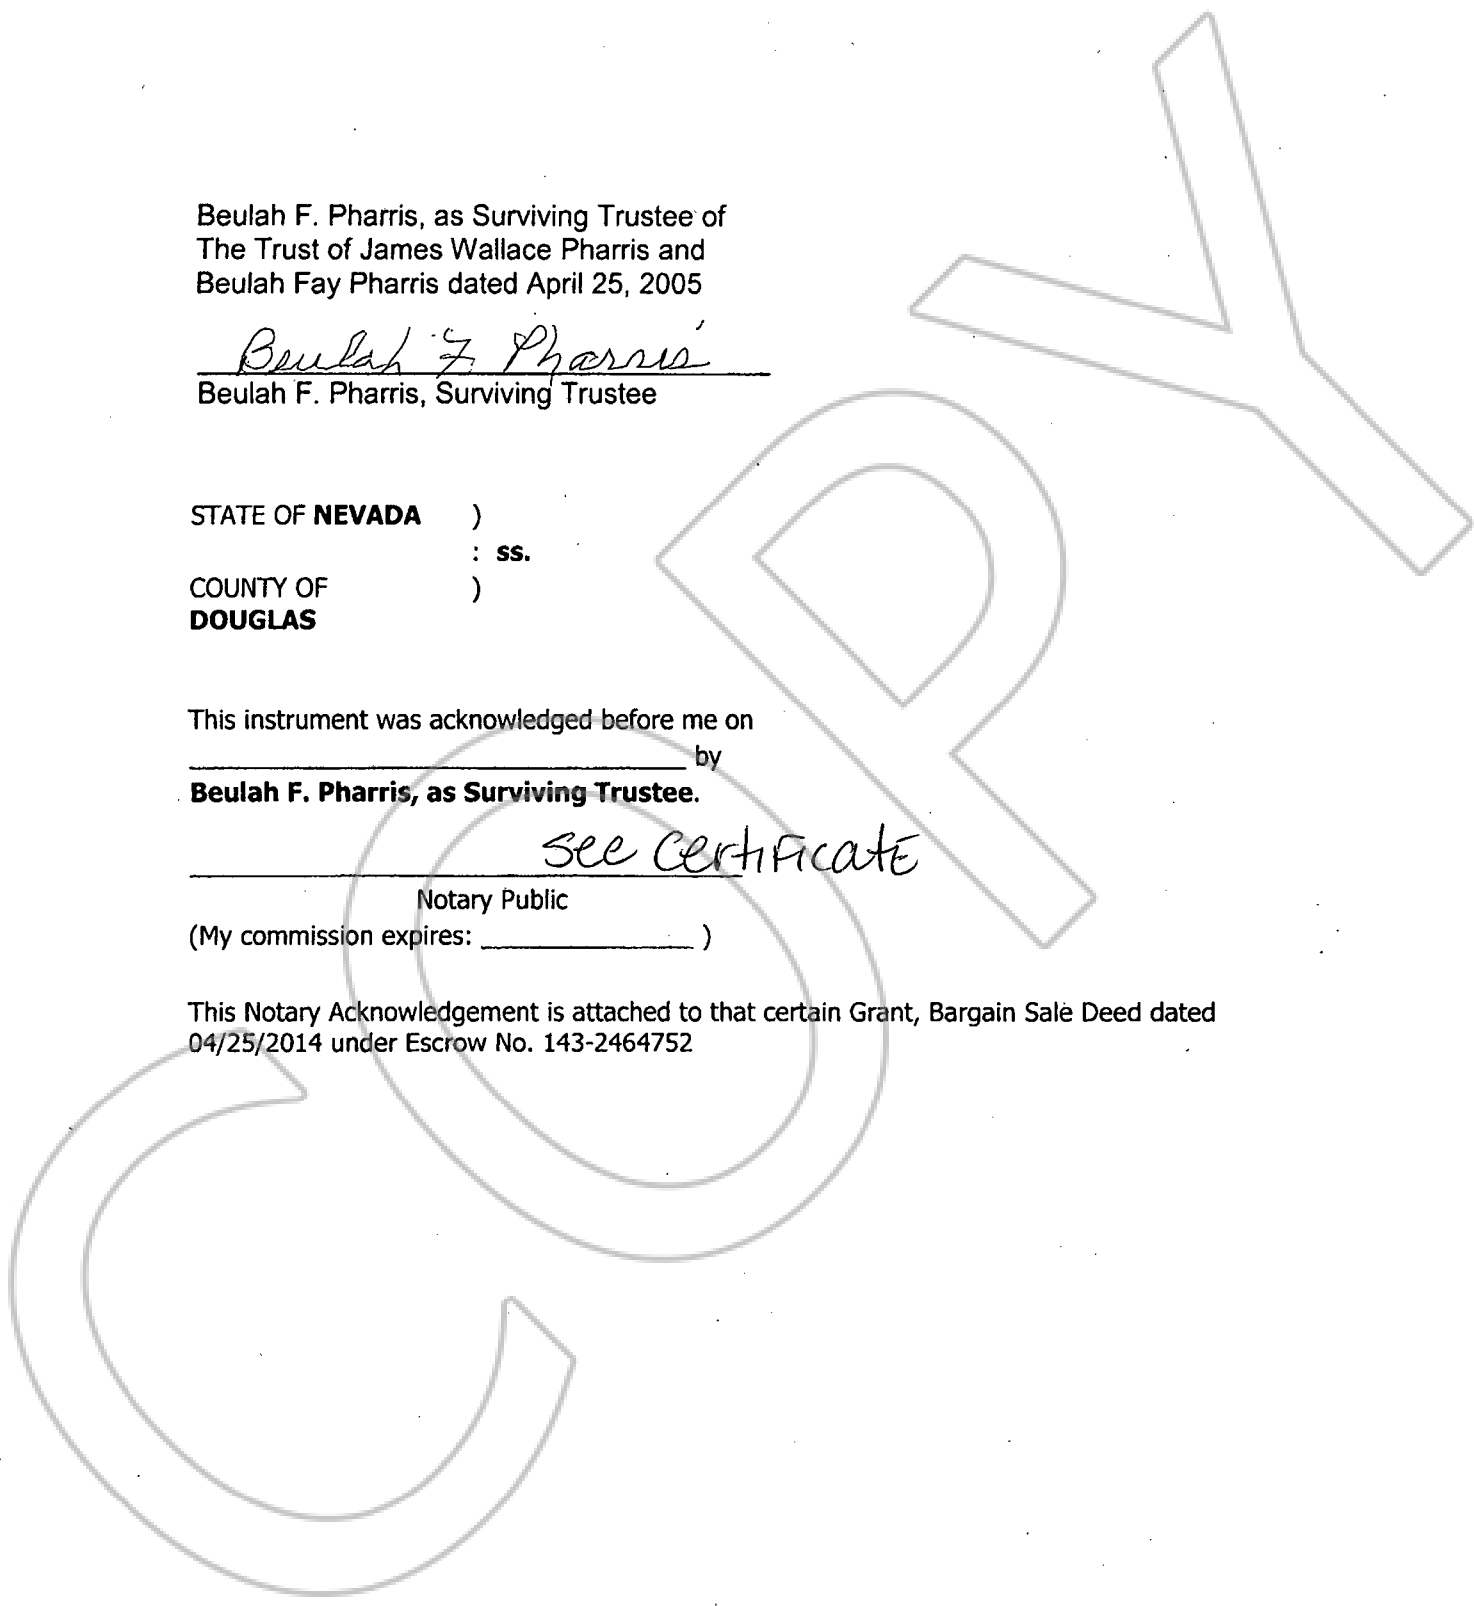 Beulah F. Pharris, as Surviving Trustee of
The Trust of James Wallace Pharris and
Beulah Fay Pharris dated April 25, 2005
Beulah F Pharris
Beulah F. Pharris, Surviving Trustee
STATE OF NEVADA )
: ss.
COUNTY OF )
DOUGLAS
This instrument was acknowledged before me on
____________________ by
Beulah F. Pharris, as Surviving Trustee.
see certificate
Notary Public
(My commission expires: __________ )
This Notary Acknowledgement is attached to that certain Grant, Bargain Sale Deed dated
04/25/2014 under Escrow No. 143-2464752
COPY